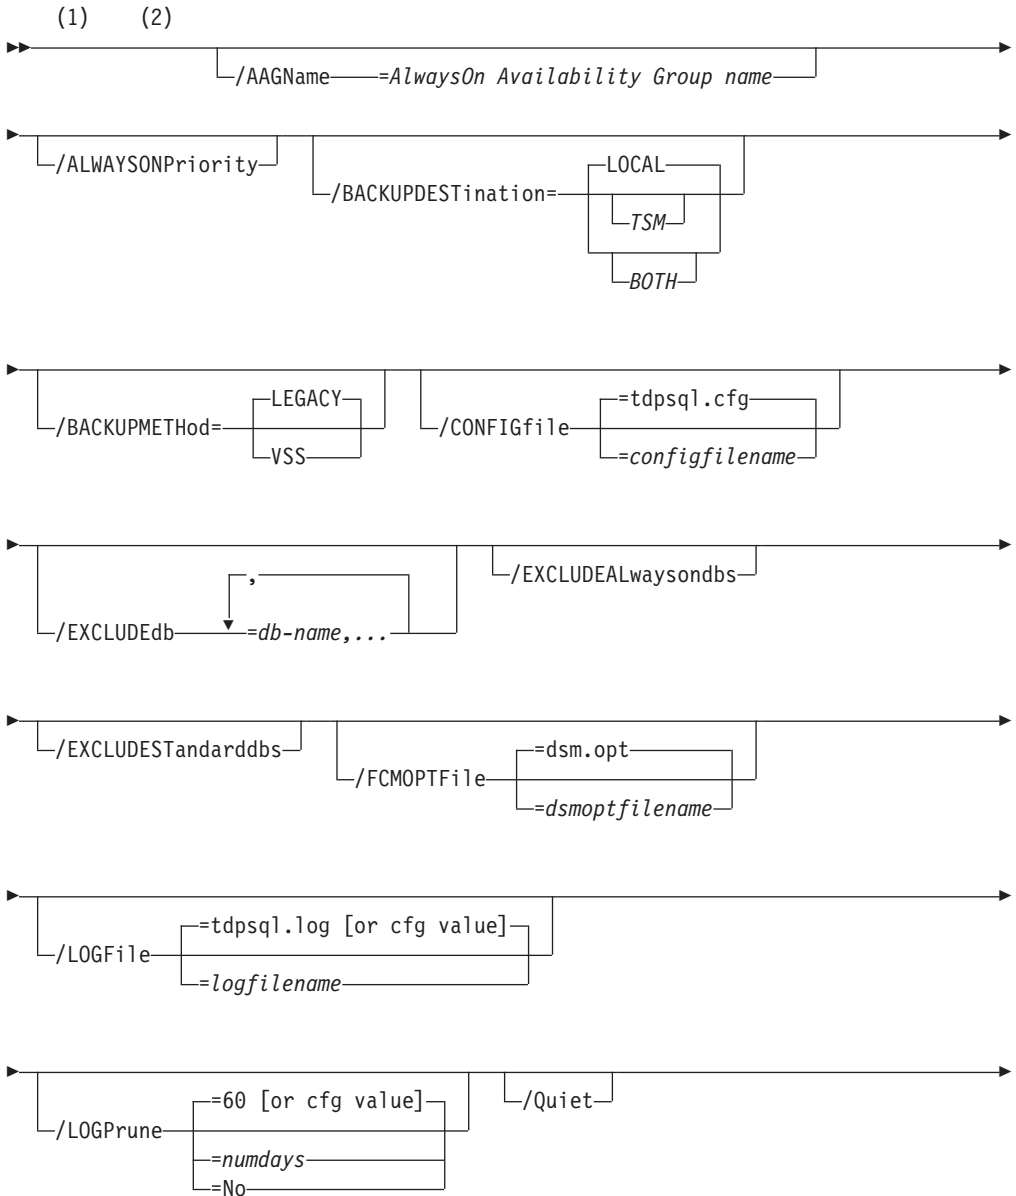 (1) (2)
/AAGName =AlwaysOn Availability Group name
/ALWAYSONPriority
/BACKUPDESTination=
LOCAL
TSM
BOTH
/BACKUPMETHod=
LEGACY
VSS
/CONFIGfile
=tdpsql.cfg
=configfilename
/EXCLUDEdb
,
=db-name,...
/EXCLUDEALwaysondbs
/EXCLUDESTandarddbs
/FCMOPTFile
=dsm.opt
=dsmoptfilename
/LOGFile
=tdpsql.log [or cfg value]
=logfilename
/LOGPrune
=60 [or cfg value]
=numdays
=No
/Quiet